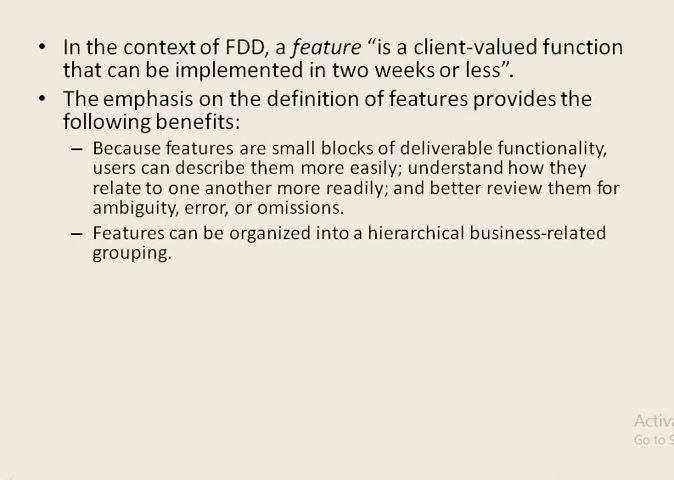 • In the context of FDD, a feature “is a client-valued function
that can be implemented in two weeks or less”.
• The emphasis on the definition of features provides the
following benefits:
– Because features are small blocks of deliverable functionality,
users can describe them more easily; understand how they
relate to one another more readily; and better review them for
ambiguity, error, or omissions.
– Features can be organized into a hierarchical business-related
grouping.
Go to